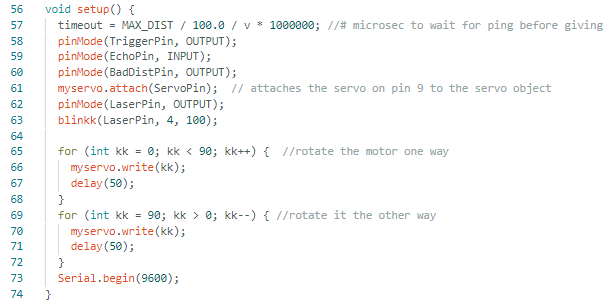 56 void setup() {
57 timeout = MAX_DIST / 100.0 / v * 1000000; //# microsec to wait for ping before giving
58 pinMode(TriggerPin, OUTPUT);
59 pinMode(EchoPin, INPUT);
60 pinMode(BadDistPin, OUTPUT);
61 myservo.attach(ServoPin); // attaches the servo on pin 9 to the servo object
62 pinMode(LaserPin, OUTPUT);
63 blinkk(LaserPin, 4, 100);
64
65 for (int kk = 0; kk < 90; kk++) { //rotate the motor one way
66 myservo.write(kk);
67 delay(50);
68 }
69 for (int kk = 90; kk > 0; kk--) { //rotate it the other way
70 myservo.write(kk);
71 delay(50);
72 }
73 Serial.begin(9600);
74 }